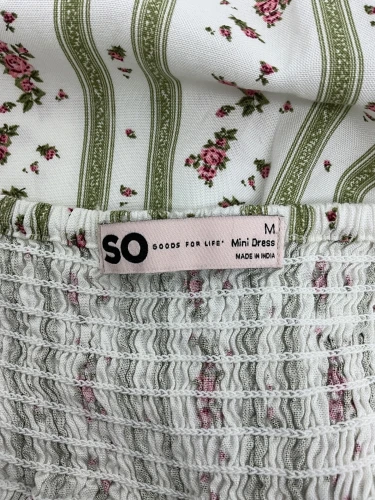 SO GOODS FOR LIFE•
M
Mini Dress
MADE IN INDIA